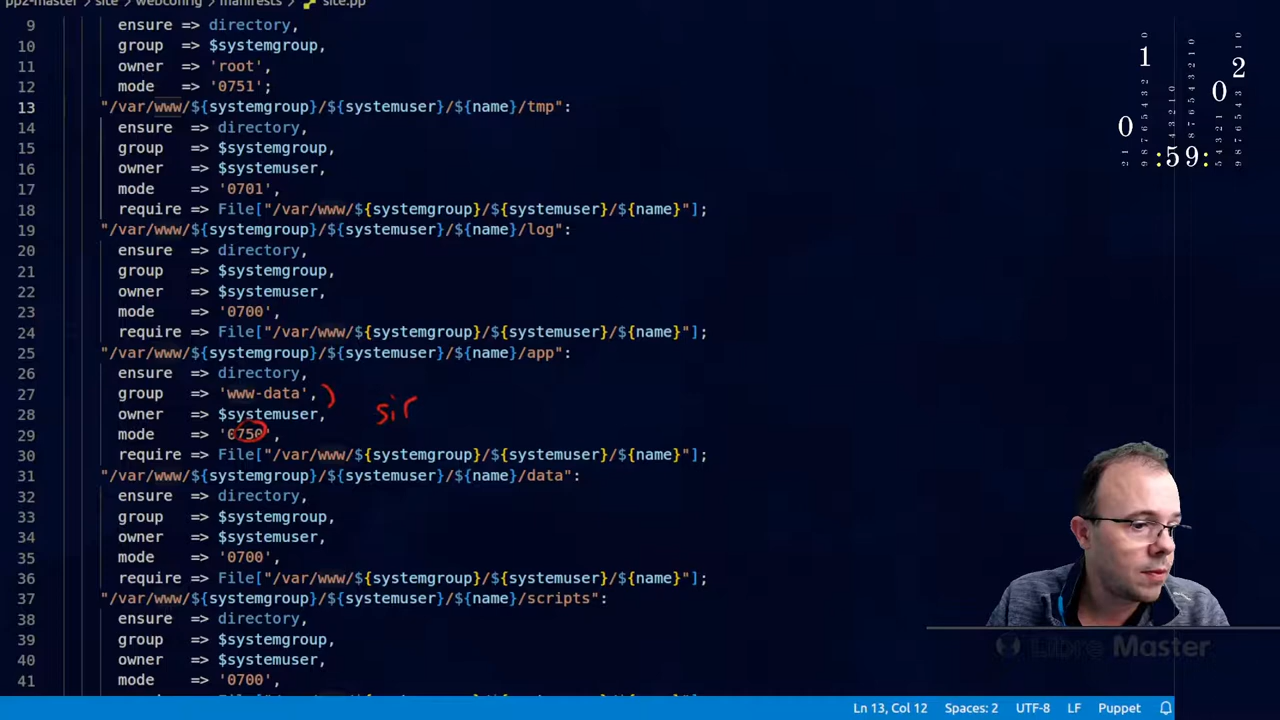 pp2-master › site › webconfig › manifests › site.pp
9 ensure => directory,
10 group => $systemgroup,
11 owner => 'root',
12 mode => '0751';
13 "/var/www/${systemgroup}/${systemuser}/${name}/tmp":
14 ensure => directory,
15 group => $systemgroup,
16 owner => $systemuser,
17 mode => '0701',
18 require => File["/var/www/${systemgroup}/${systemuser}/${name}"];
19 "/var/www/${systemgroup}/${systemuser}/${name}/log":
20 ensure => directory,
21 group => $systemgroup,
22 owner => $systemuser,
23 mode => '0700',
24 require => File["/var/www/${systemgroup}/${systemuser}/${name}"];
25 "/var/www/${systemgroup}/${systemuser}/${name}/app":
26 ensure => directory,
27 group => 'www-data',
28 owner => $systemuser,
sir
29 mode => '0750',
30 require => File["/var/www/${systemgroup}/${systemuser}/${name}"];
31 "/var/www/${systemgroup}/${systemuser}/${name}/data":
32 ensure => directory,
33 group => $systemgroup,
34 owner => $systemuser,
35 mode => '0700',
36 require => File["/var/www/${systemgroup}/${systemuser}/${name}"];
37 "/var/www/${systemgroup}/${systemuser}/${name}/scripts":
38 ensure => directory,
39 group => $systemgroup,
40 owner => $systemuser,
41 mode => '0700',
01:59:02
Libre Master
Ln 13, Col 12 Spaces: 2 UTF-8 LF Puppet